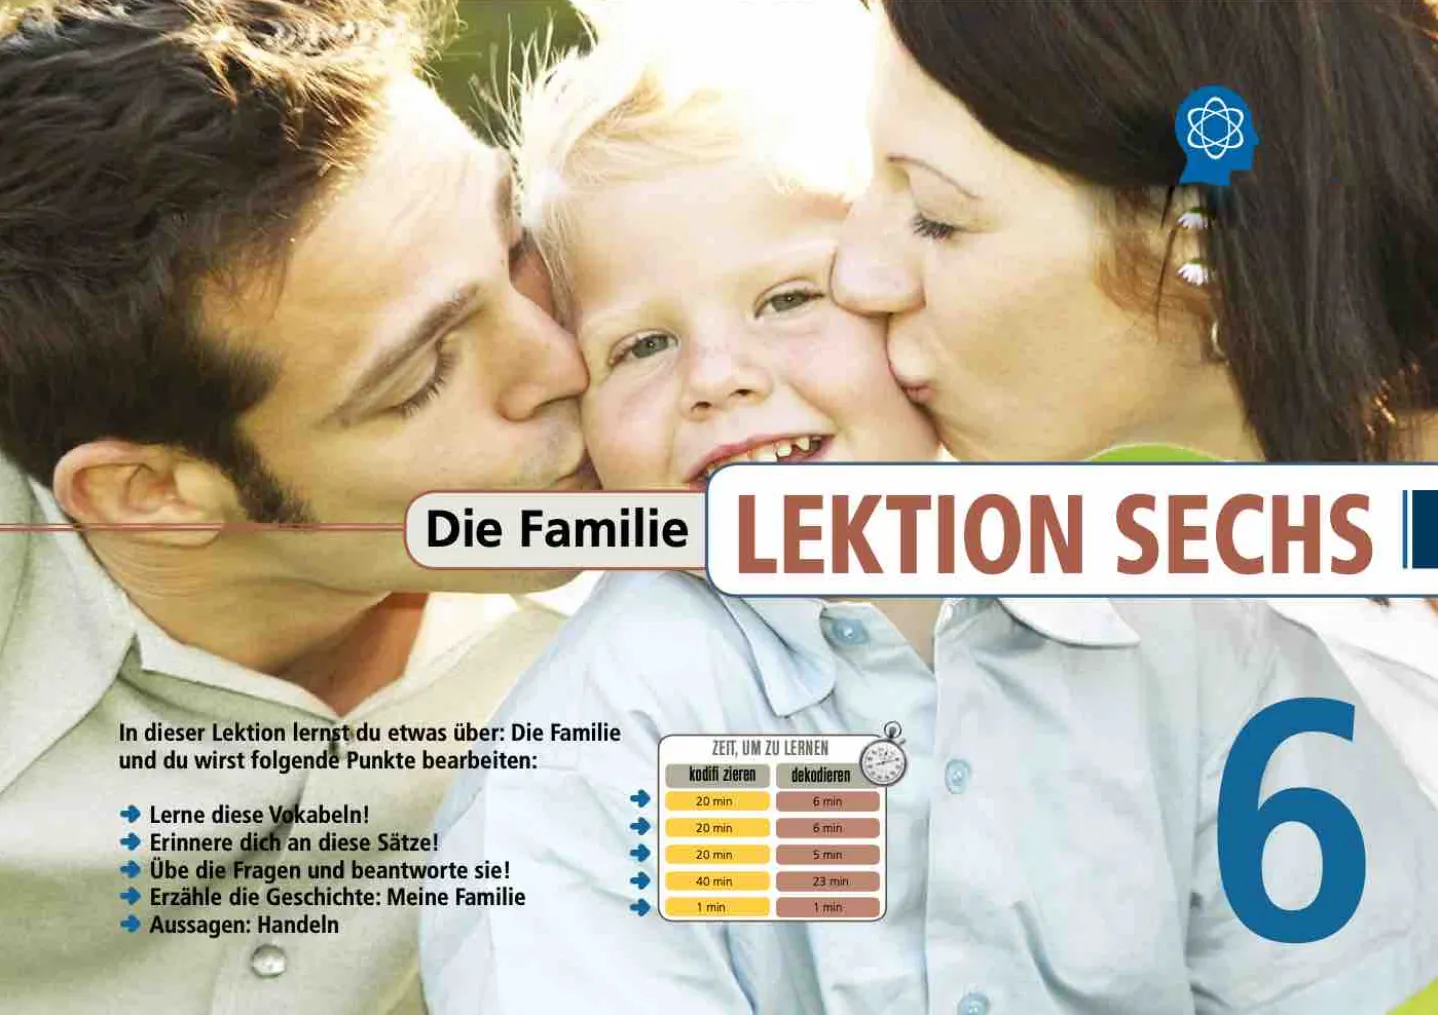 Die Familie
LEKTION SECHS
In dieser Lektion lernst du etwas über: Die Familie
und du wirst folgende Punkte bearbeiten:
Lerne diese Vokabeln!
Erinnere dich an diese Sätze!
Übe die Fragen und beantworte sie!
Erzähle die Geschichte: Meine Familie
Aussagen: Handeln
ZEIT, UM ZU LERNEN
kodifi zieren dekodieren
20 min 6 min
20 min 6 min
20 min 5 min
40 min 23 min
1 min 1 min
6